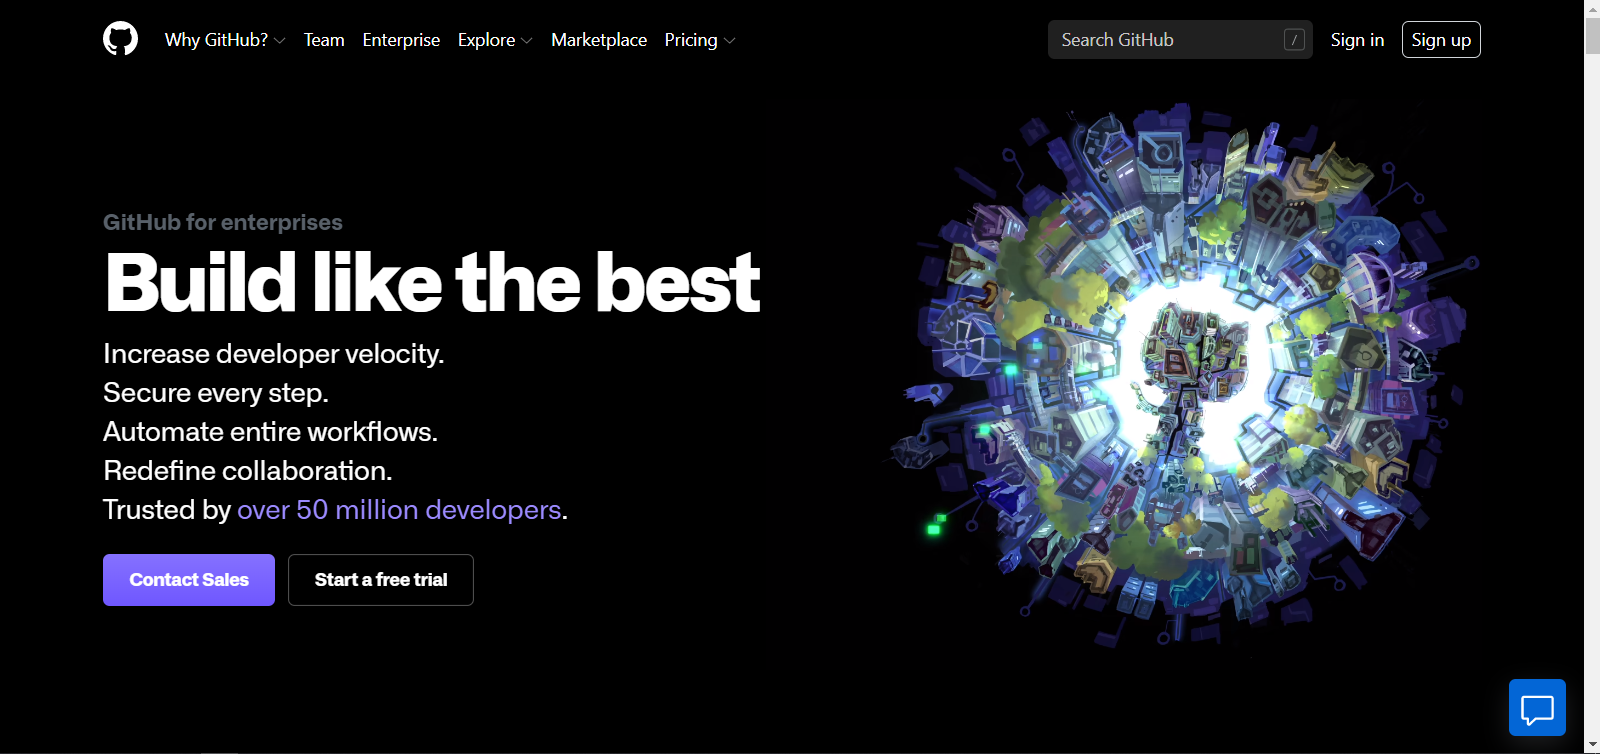 Why GitHub? Team Enterprise Explore Marketplace Pricing Search GitHub / Sign in Sign up
GitHub for enterprises
Build like the best
Increase developer velocity.
Secure every step.
Automate entire workflows.
Redefine collaboration.
Trusted by over 50 million developers.
Contact Sales Start a free trial